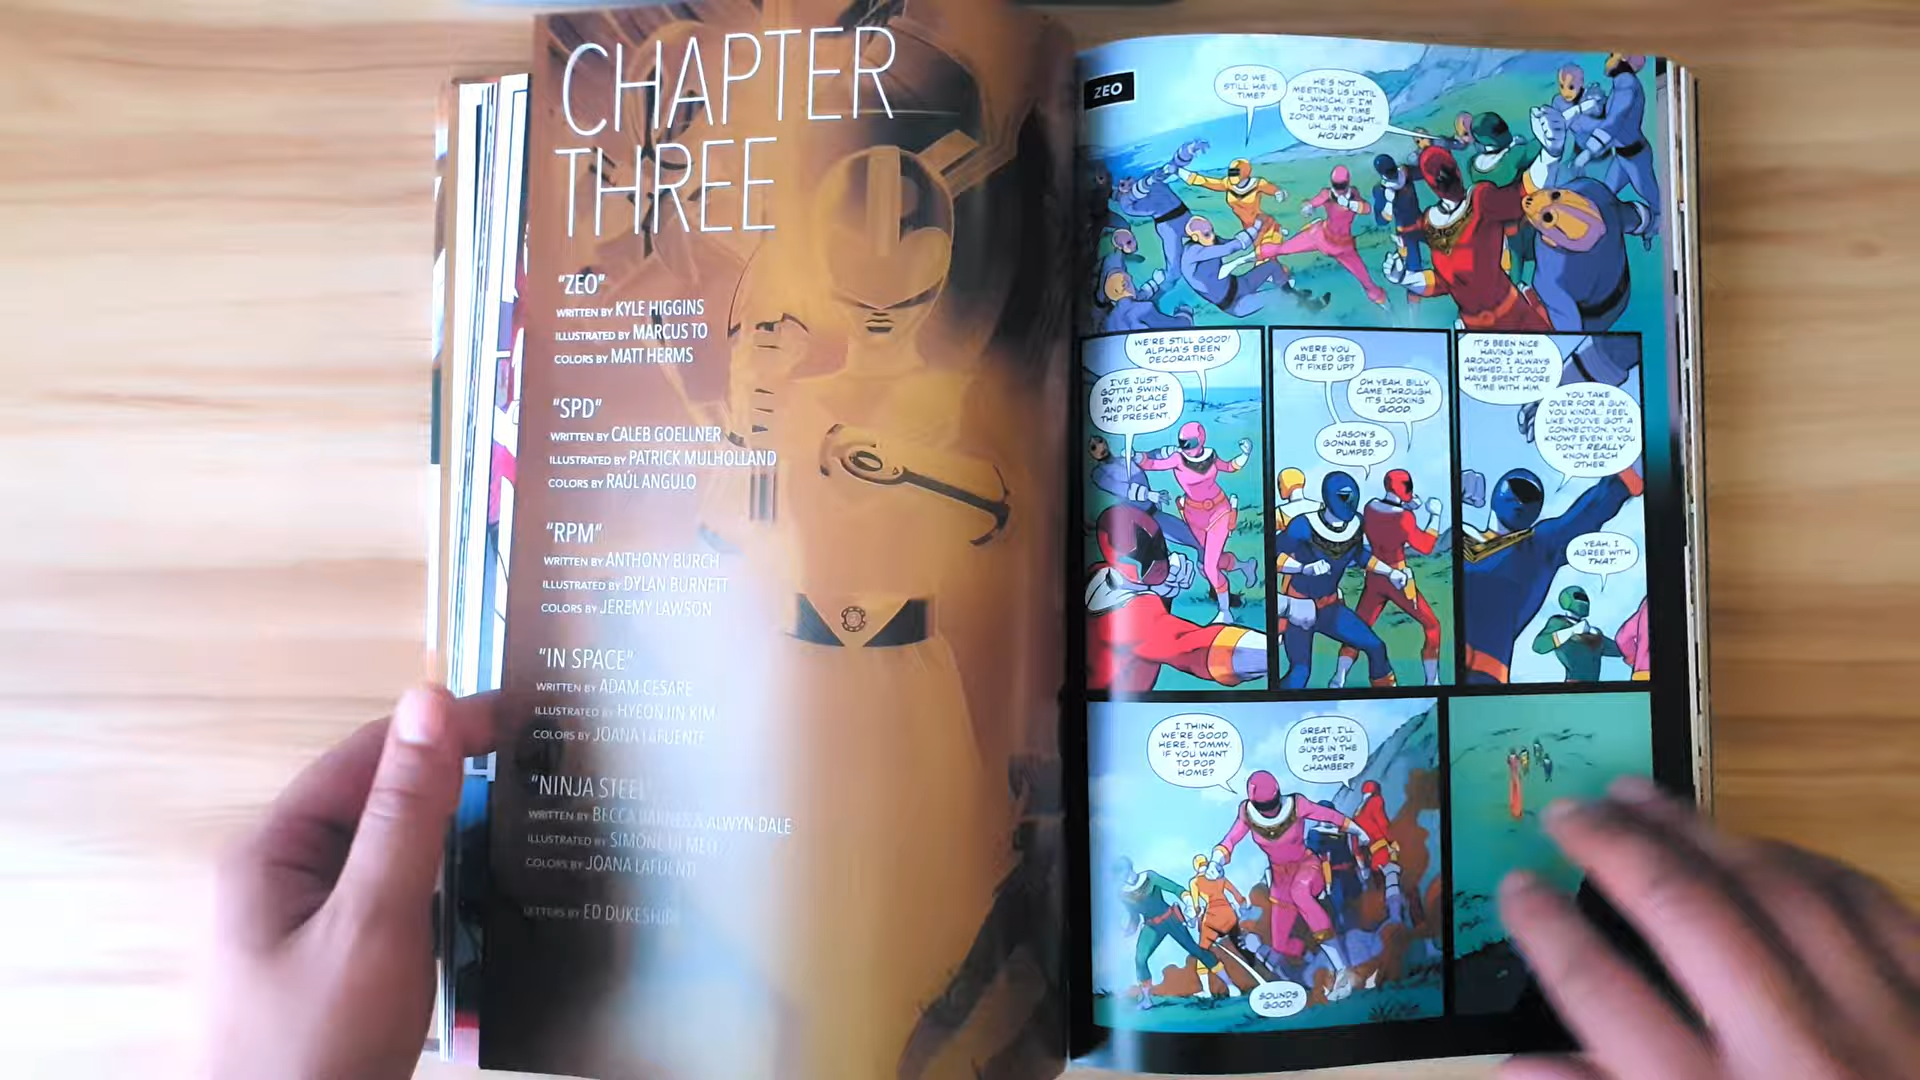 CHAPTER
THREE
"ZEO"
WRITTEN BY KYLE HIGGINS
ILLUSTRATED BY MARCUS TO
COLORS BY MATT HERMS
"SPD"
WRITTEN BY CALEB GOELLNER
ILLUSTRATED BY PATRICK MULHOLLAND
COLORS BY RAÚL ANGULO
"RPM"
WRITTEN BY ANTHONY BURCH
ILLUSTRATED BY DYLAN BURNETT
COLORS BY JEREMY LAWSON
"IN SPACE"
WRITTEN BY ADAM CESARE
ILLUSTRATED BY HYEONJIN KIM
COLORS BY JOANA LAFUENTE
"NINJA STEEL"
WRITTEN BY BECCA BARNES & ALWYN DALE
ILLUSTRATED BY SIMONE DI MEO
COLORS BY JOANA LAFUENTE
LETTERS BY ED DUKESHIRE
ZEO
DO WE
STILL HAVE
TIME?
HE'S NOT
MEETING US UNTIL
4...WHICH, IF I'M
DOING MY TIME
ZONE MATH RIGHT...
UH...IS IN AN
HOUR?
WE'RE STILL GOOD!
ALPHA'S BEEN
DECORATING.
I'VE JUST
GOTTA SWING
BY MY PLACE
AND PICK UP
THE PRESENT.
WERE YOU
ABLE TO GET
IT FIXED UP?
OH YEAH, BILLY
CAME THROUGH.
IT'S LOOKING
GOOD.
JASON'S
GONNA BE SO
PUMPED.
IT'S BEEN NICE
HAVING HIM
AROUND. I ALWAYS
WISHED...I COULD
HAVE SPENT MORE
TIME WITH HIM.
YOU TAKE
OVER FOR A GUY,
YOU KINDA... FEEL
LIKE YOU'VE GOT A
CONNECTION, YOU
KNOW? EVEN IF YOU
DON'T REALLY
KNOW EACH
OTHER.
YEAH, I
AGREE WITH
THAT.
I THINK
WE'RE GOOD
HERE, TOMMY.
IF YOU WANT
TO POP
HOME?
GREAT. I'LL
MEET YOU
GUYS IN THE
POWER
CHAMBER?
SOUNDS
GOOD.